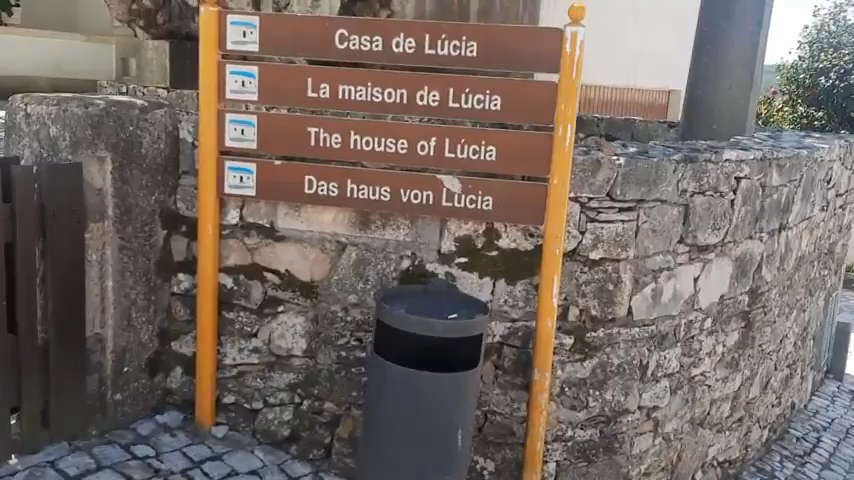 Casa de Lúcia
La maison de Lúcia
The house of Lúcia
Das haus von Lúcia